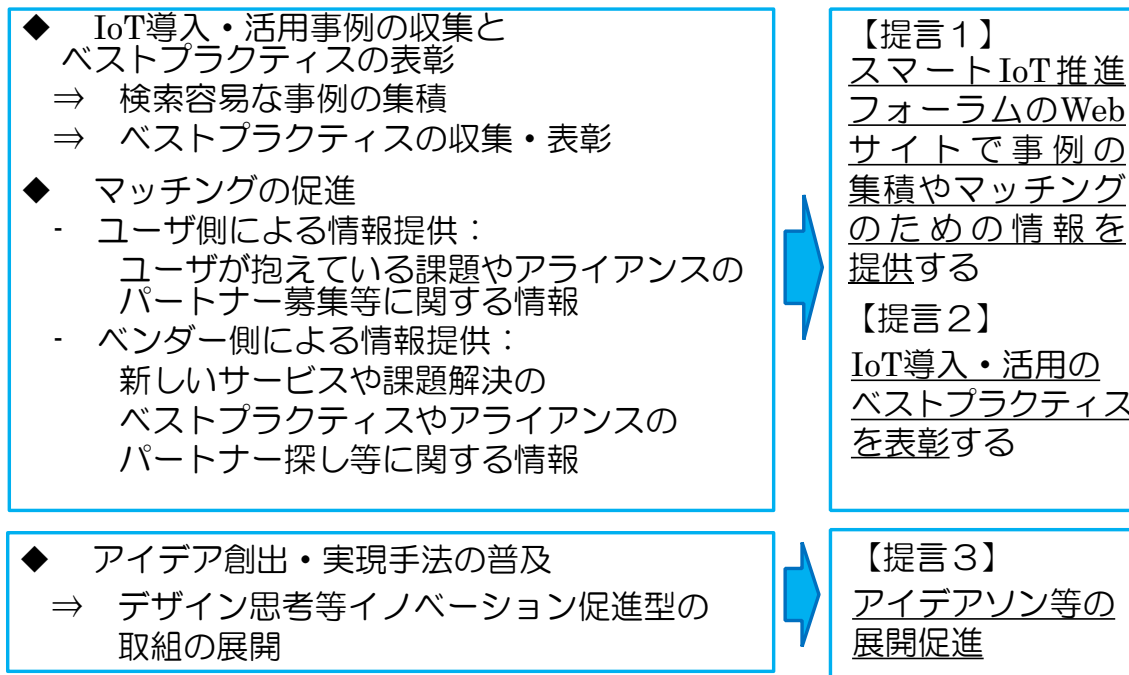 ◆ IoT導入・活用事例の収集と
ベストプラクティスの表彰
⇒ 検索容易な事例の集積
⇒ ベストプラクティスの収集・表彰
◆ マッチングの促進
- ユーザ側による情報提供：
ユーザが抱えている課題やアライアンスの
パートナー募集等に関する情報
- ベンダー側による情報提供：
新しいサービスや課題解決の
ベストプラクティスやアライアンスの
パートナー探し等に関する情報
【提言１】
スマートIoT推進
フォーラムのWeb
サイトで事例の
集積やマッチング
のための情報を
提供する
【提言２】
IoT導入・活用の
ベストプラクティス
を表彰する
◆ アイデア創出・実現手法の普及
⇒ デザイン思考等イノベーション促進型の
取組の展開
【提言３】
アイデアソン等の
展開促進